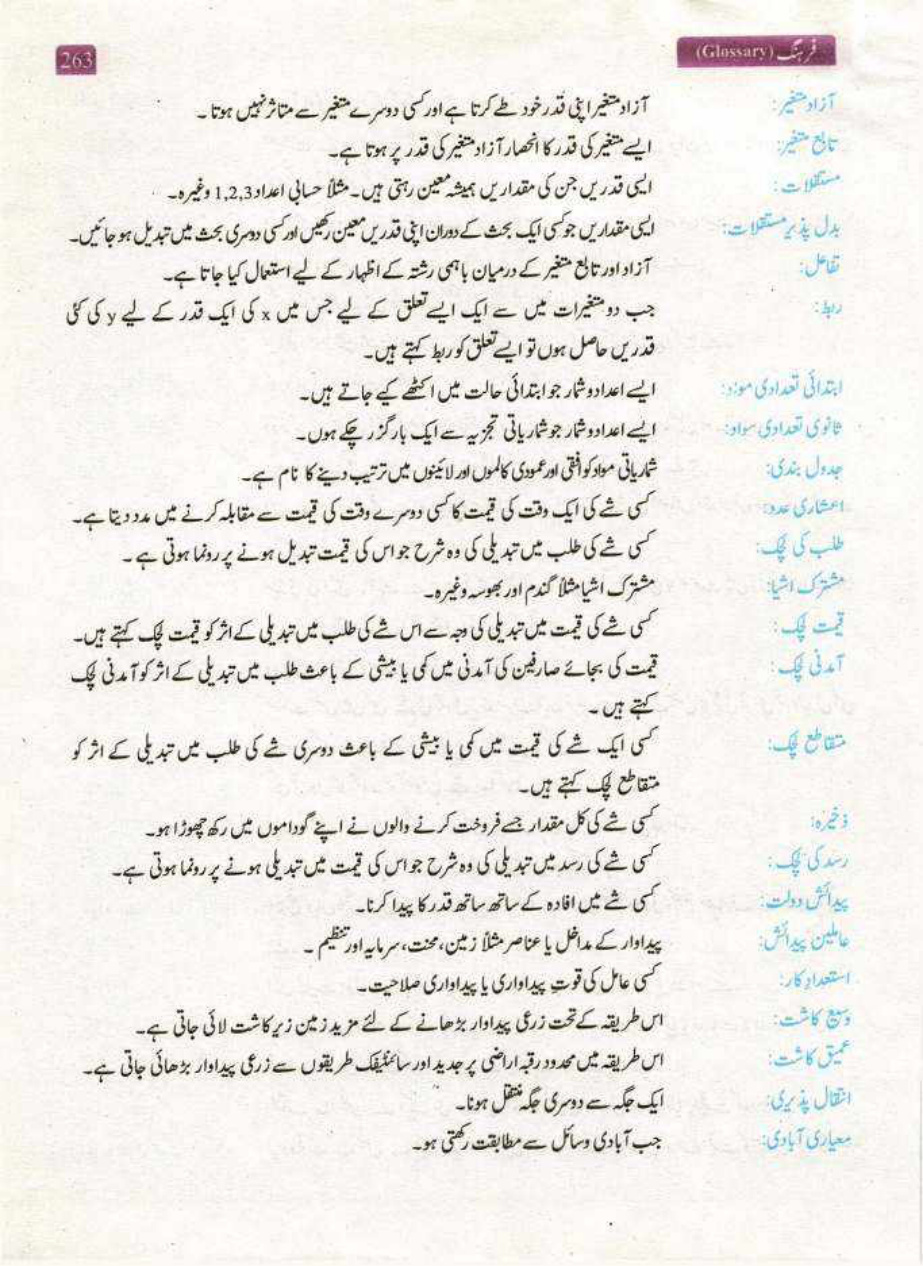 فرہنگ (Glossary)
263
آزاد متغیر: آزاد متغیر اپنی قدر خود طے کرتا ہے اور کسی دوسرے متغیر سے متاثر نہیں ہوتا۔
تابع متغیر: ایسے متغیر کی قدر کا انحصار آزاد متغیر کی قدر پر ہوتا ہے۔
مستقلات: ایسی قدریں جن کی مقداریں ہمیشہ معین رہتی ہیں۔ مثلاً حسابی اعداد 1,2,3 وغیرہ۔
بدل پذیر مستقلات: ایسی مقداریں جو کسی ایک بحث کے دوران اپنی قدریں معین رکھیں اور کسی دوسری بحث میں تبدیل ہو جائیں۔
تفاعل: آزاد اور تابع متغیر کے درمیان باہمی رشتہ کے اظہار کے لیے استعمال کیا جاتا ہے۔
ربط: جب دو متغیرات میں سے ایک ایسے تعلق کے لیے جس میں x کی ایک قدر کے لیے y کی کئی
قدریں حاصل ہوں تو ایسے تعلق کو ربط کہتے ہیں۔
ابتدائی تعدادی مواد: ایسے اعدادوشمار جو ابتدائی حالت میں اکٹھے کیے جاتے ہیں۔
ثانوی تعدادی مواد: ایسے اعدادوشمار جو شماریاتی تجزیہ سے ایک بار گزر چکے ہوں۔
جدول بندی: شماریاتی مواد کو افقی اور عمودی کالموں اور لائینوں میں ترتیب دینے کا نام ہے۔
اعشاری عدد: کسی شے کی ایک وقت کی قیمت کا کسی دوسرے وقت کی قیمت سے مقابلہ کرنے میں مدد دیتا ہے۔
طلب کی لچک: کسی شے کی طلب میں تبدیلی کی وہ شرح جو اس کی قیمت تبدیل ہونے پر رونما ہوتی ہے۔
مشترک اشیا: مشترک اشیا مثلاً گندم اور بھوسہ وغیرہ۔
قیمت لچک: کسی شے کی قیمت میں تبدیلی کی وجہ سے اس شے کی طلب میں تبدیلی کے اثر کو قیمت لچک کہتے ہیں۔
آمدنی لچک: قیمت کی بجائے صارفین کی آمدنی میں کمی یا بیشی کے باعث طلب میں تبدیلی کے اثر کو آمدنی لچک
کہتے ہیں۔
متقاطع لچک: کسی ایک شے کی قیمت میں کمی یا بیشی کے باعث دوسری شے کی طلب میں تبدیلی کے اثر کو
متقاطع لچک کہتے ہیں۔
ذخیرہ: کسی شے کی کل مقدار جسے فروخت کرنے والوں نے اپنے گوداموں میں رکھ چھوڑا ہو۔
رسد کی لچک: کسی شے کی رسد میں تبدیلی کی وہ شرح جو اس کی قیمت میں تبدیلی ہونے پر رونما ہوتی ہے۔
پیدائش دولت: کسی شے میں افادہ کے ساتھ ساتھ قدر کا پیدا کرنا۔
عاملین پیدائش: پیداوار کے مداخل یا عناصر مثلاً زمین، محنت، سرمایہ اور تنظیم۔
استعداد کار: کسی عامل کی قوتِ پیداواری یا پیداواری صلاحیت۔
وسیع کاشت: اس طریقہ کے تحت زرعی پیداوار بڑھانے کے لئے مزید زمین زیر کاشت لائی جاتی ہے۔
عمیق کاشت: اس طریقہ میں محدود رقبہ اراضی پر جدید اور سائنٹیفک طریقوں سے زرعی پیداوار بڑھائی جاتی ہے۔
انتقال پذیری: ایک جگہ سے دوسری جگہ منتقل ہونا۔
معیاری آبادی: جب آبادی وسائل سے مطابقت رکھتی ہو۔